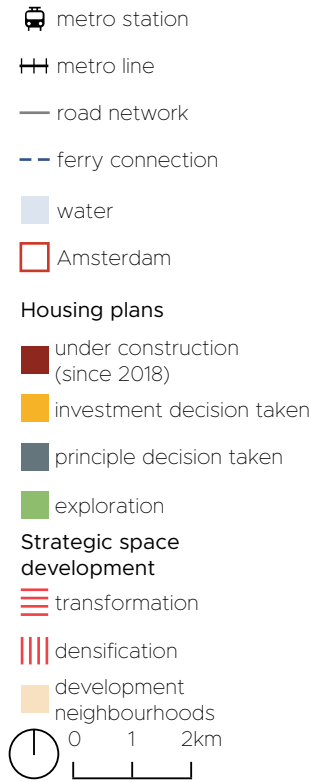 metro station
metro line
road network
ferry connection
water
Amsterdam
Housing plans
under construction
(since 2018)
investment decision taken
principle decision taken
exploration
Strategic space
development
transformation
densification
development
neighbourhoods
0 1 2km